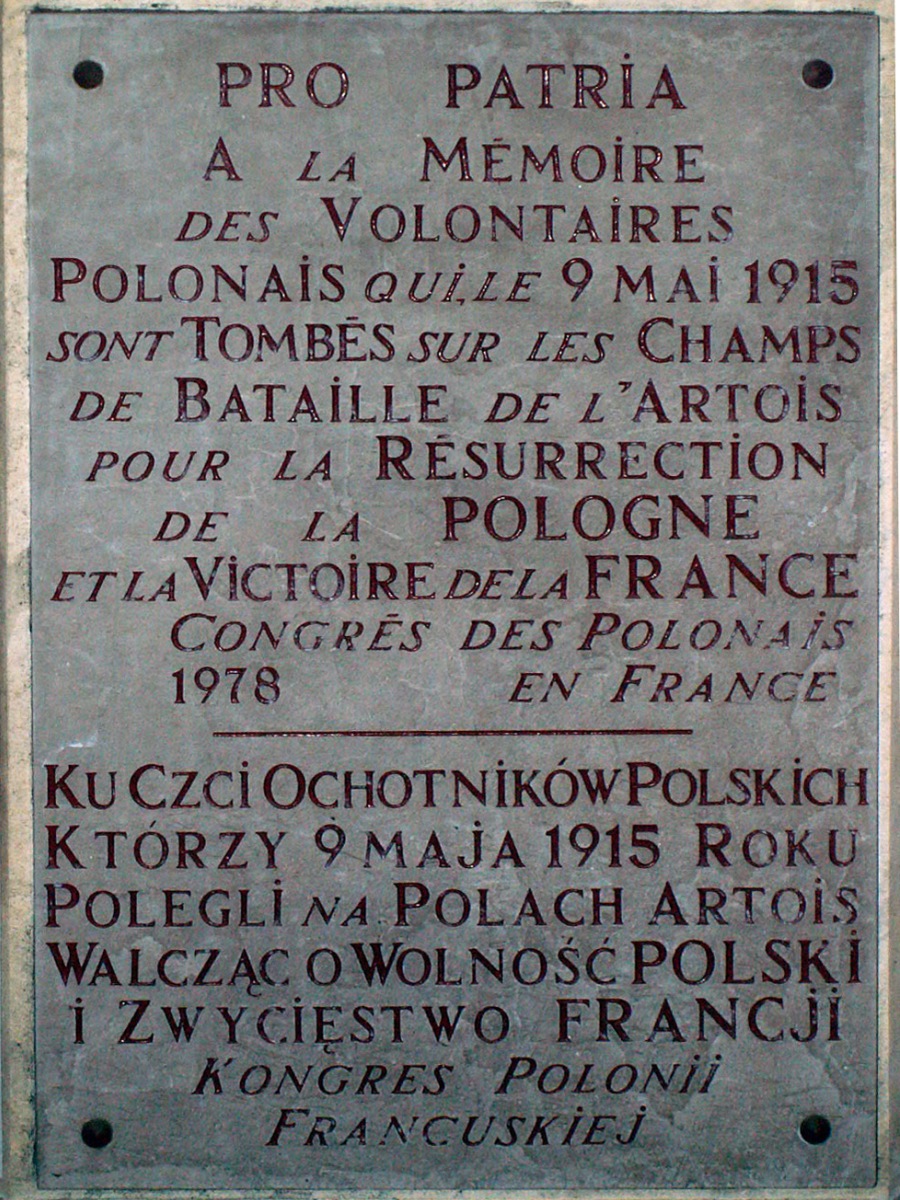 PRO PATRIA
A LA MÉMOIRE
DES VOLONTAIRES
POLONAIS QUI LE 9 MAI 1915
SONT TOMBÉS SUR LES CHAMPS
DE BATAILLE DE L'ARTOIS
POUR LA RÉSURRECTION
DE LA POLOGNE
ET LA VICTOIRE DE LA FRANCE
CONGRÉS DES POLONAIS
1978 EN FRANCE
KU CZCI OCHOTNIKÓW POLSKICH
KTÓRZY 9 MAJA 1915 ROKU
POLEGLI NA POLACH ARTOIS
WALCZĄC O WOLNOŚĆ POLSKI
I ZWYCIĘSTWO FRANCJI
KONGRES POLONII
FRANCUSKIEJ